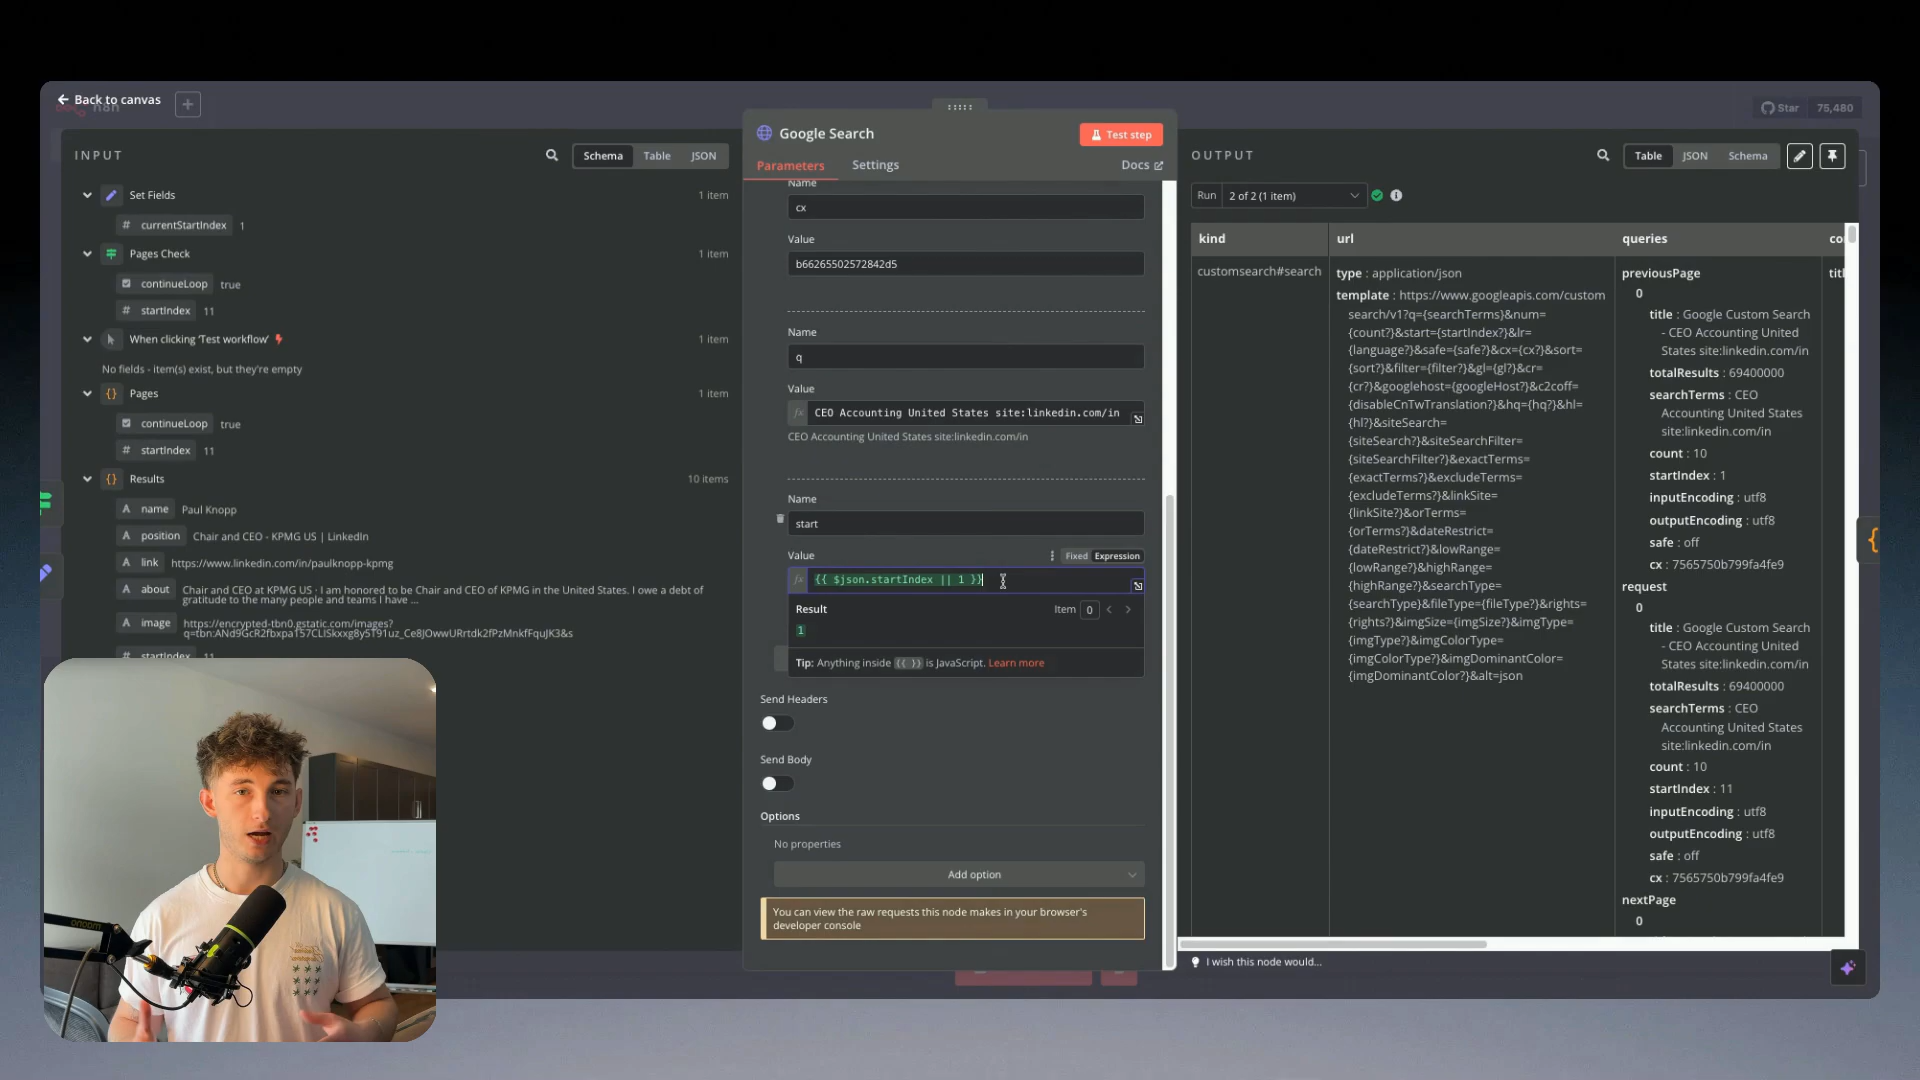 Back to canvas
n8n
Star 75,480
INPUT
Schema Table JSON
Set Fields 1 item
# currentStartIndex 1
Pages Check 1 item
continueLoop true
# startIndex 11
When clicking 'Test workflow' 1 item
No fields - item(s) exist, but they're empty
{} Pages 1 item
continueLoop true
# startIndex 11
{} Results 10 items
A name Paul Knopp
A position Chair and CEO - KPMG US | LinkedIn
A link https://www.linkedin.com/in/paulknopp-kpmg
A about Chair and CEO at KPMG US · I am honored to be Chair and CEO of KPMG in the United States. I owe a debt of
gratitude to the many people and teams I have ...
A image https://encrypted-tbn0.gstatic.com/images?
# startIndex 11
Google Search
Test step
Parameters Settings Docs
Name
cx
Value
b66265502572842d5
Name
q
Value
fx CEO Accounting United States site:linkedin.com/in
CEO Accounting United States site:linkedin.com/in
Name
start
Value Fixed Expression
fx {{ $json.startIndex || 1 }}
Result Item 0
1
Tip: Anything inside {{ }} is JavaScript. Learn more
Send Headers
Send Body
Options
No properties
Add option
You can view the raw requests this node makes in your browser's
developer console
OUTPUT
Table JSON Schema
Run 2 of 2 (1 item)
kind url queries
customsearch#search
type : application/json
template : https://www.googleapis.com/custom
search/v1?q={searchTerms}&num=
{count?}&start={startIndex?}&lr=
{language?}&safe={safe?}&cx={cx?}&sort=
{sort?}&filter={filter?}&gl={gl?}&cr=
{cr?}&googlehost={googleHost?}&c2coff=
{disableCnTwTranslation?}&hq={hq?}&hl=
{hl?}&siteSearch=
{siteSearch?}&siteSearchFilter=
{siteSearchFilter?}&exactTerms=
{exactTerms?}&excludeTerms=
{excludeTerms?}&linkSite=
{linkSite?}&orTerms=
{orTerms?}&dateRestrict=
{dateRestrict?}&lowRange=
{lowRange?}&highRange=
{highRange?}&searchType=
{searchType}&fileType={fileType?}&rights=
{rights?}&imgSize={imgSize?}&imgType=
{imgType?}&imgColorType=
{imgColorType?}&imgDominantColor=
{imgDominantColor?}&alt=json
previousPage
0
title : Google Custom Search
- CEO Accounting United
States site:linkedin.com/in
totalResults : 69400000
searchTerms : CEO
Accounting United States
site:linkedin.com/in
count : 10
startIndex : 1
inputEncoding : utf8
outputEncoding : utf8
safe : off
cx : 7565750b799fa4fe9
request
0
title : Google Custom Search
- CEO Accounting United
States site:linkedin.com/in
totalResults : 69400000
searchTerms : CEO
Accounting United States
site:linkedin.com/in
count : 10
startIndex : 11
inputEncoding : utf8
outputEncoding : utf8
safe : off
cx : 7565750b799fa4fe9
nextPage
0
I wish this node would...